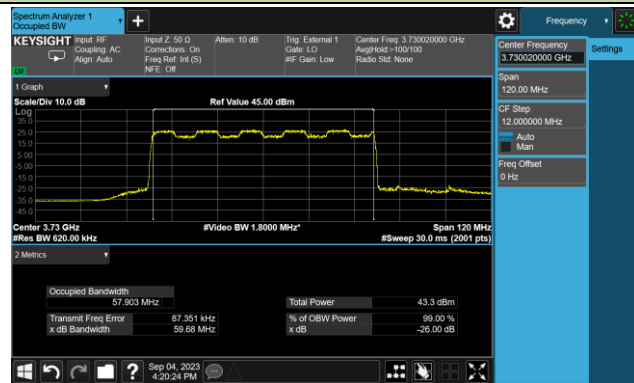 Spectrum Analyzer 1
Occupied BW
Frequency
KEYSIGHT
Input: RF
Coupling: AC
Align: Auto
Input Z: 50 Ω
Corrections: On
Freq Ref: Int (S)
NFE: Off
Atten: 10 dB
Trig: External 1
Gate: LO
#IF Gain: Low
Center Freq: 3.730020000 GHz
Avg|Hold:>100/100
Radio Std: None
Center Frequency
3.730020000 GHz
Settings
Span
120.00 MHz
CF Step
12.000000 MHz
Auto
Man
Freq Offset
0 Hz
1 Graph
Scale/Div 10.0 dB
Ref Value 45.00 dBm
Log
35.0
25.0
15.0
5.00
-5.00
-15.0
-25.0
-35.0
-45.0
Center 3.73 GHz
#Video BW 1.8000 MHz*
Span 120 MHz
#Res BW 620.00 kHz
#Sweep 30.0 ms (2001 pts)
2 Metrics
Occupied Bandwidth
57.903 MHz
Total Power
43.3 dBm
Transmit Freq Error
87.351 kHz
% of OBW Power
99.00 %
x dB Bandwidth
59.68 MHz
x dB
-26.00 dB
?
Sep 04, 2023
4:20:24 PM